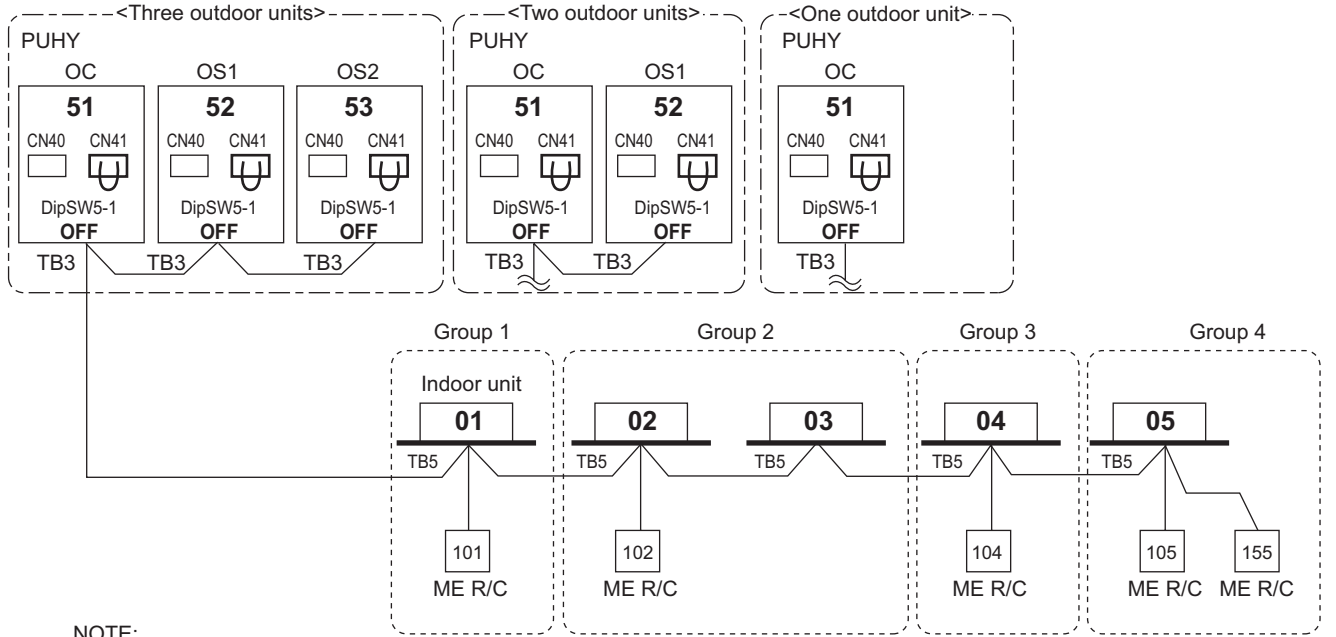 <Three outdoor units> <Two outdoor units> <One outdoor unit>
PUHY PUHY PUHY
OC OS1 OS2 OC OS1 OC
51 52 53 51 52 51
CN40 CN41 CN40 CN41 CN40 CN41 CN40 CN41 CN40 CN41 CN40 CN41
DipSW5-1 DipSW5-1 DipSW5-1 DipSW5-1 DipSW5-1 DipSW5-1
OFF OFF OFF OFF OFF OFF
TB3 TB3 TB3 TB3 TB3 TB3
Group 1 Group 2 Group 3 Group 4
Indoor unit
01 02 03 04 05
TB5 TB5 TB5 TB5 TB5
101 102 104 105 155
ME R/C ME R/C ME R/C ME R/C ME R/C
NOTE: